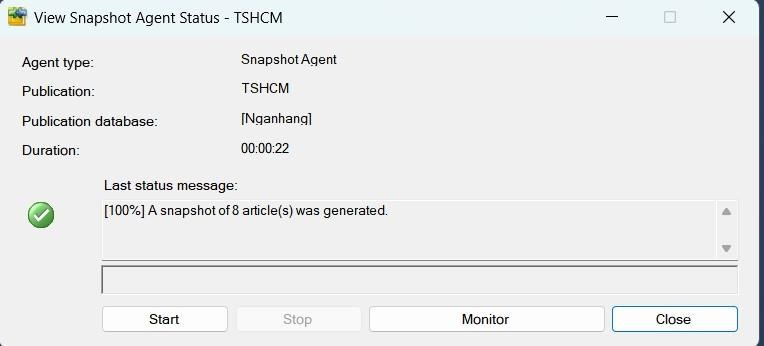 View Snapshot Agent Status - TSHCM
Agent type: Snapshot Agent
Publication: TSHCM
Publication database: [Nganhang]
Duration: 00:00:22
Last status message:
[100%] A snapshot of 8 article(s) was generated.
Start Stop Monitor Close